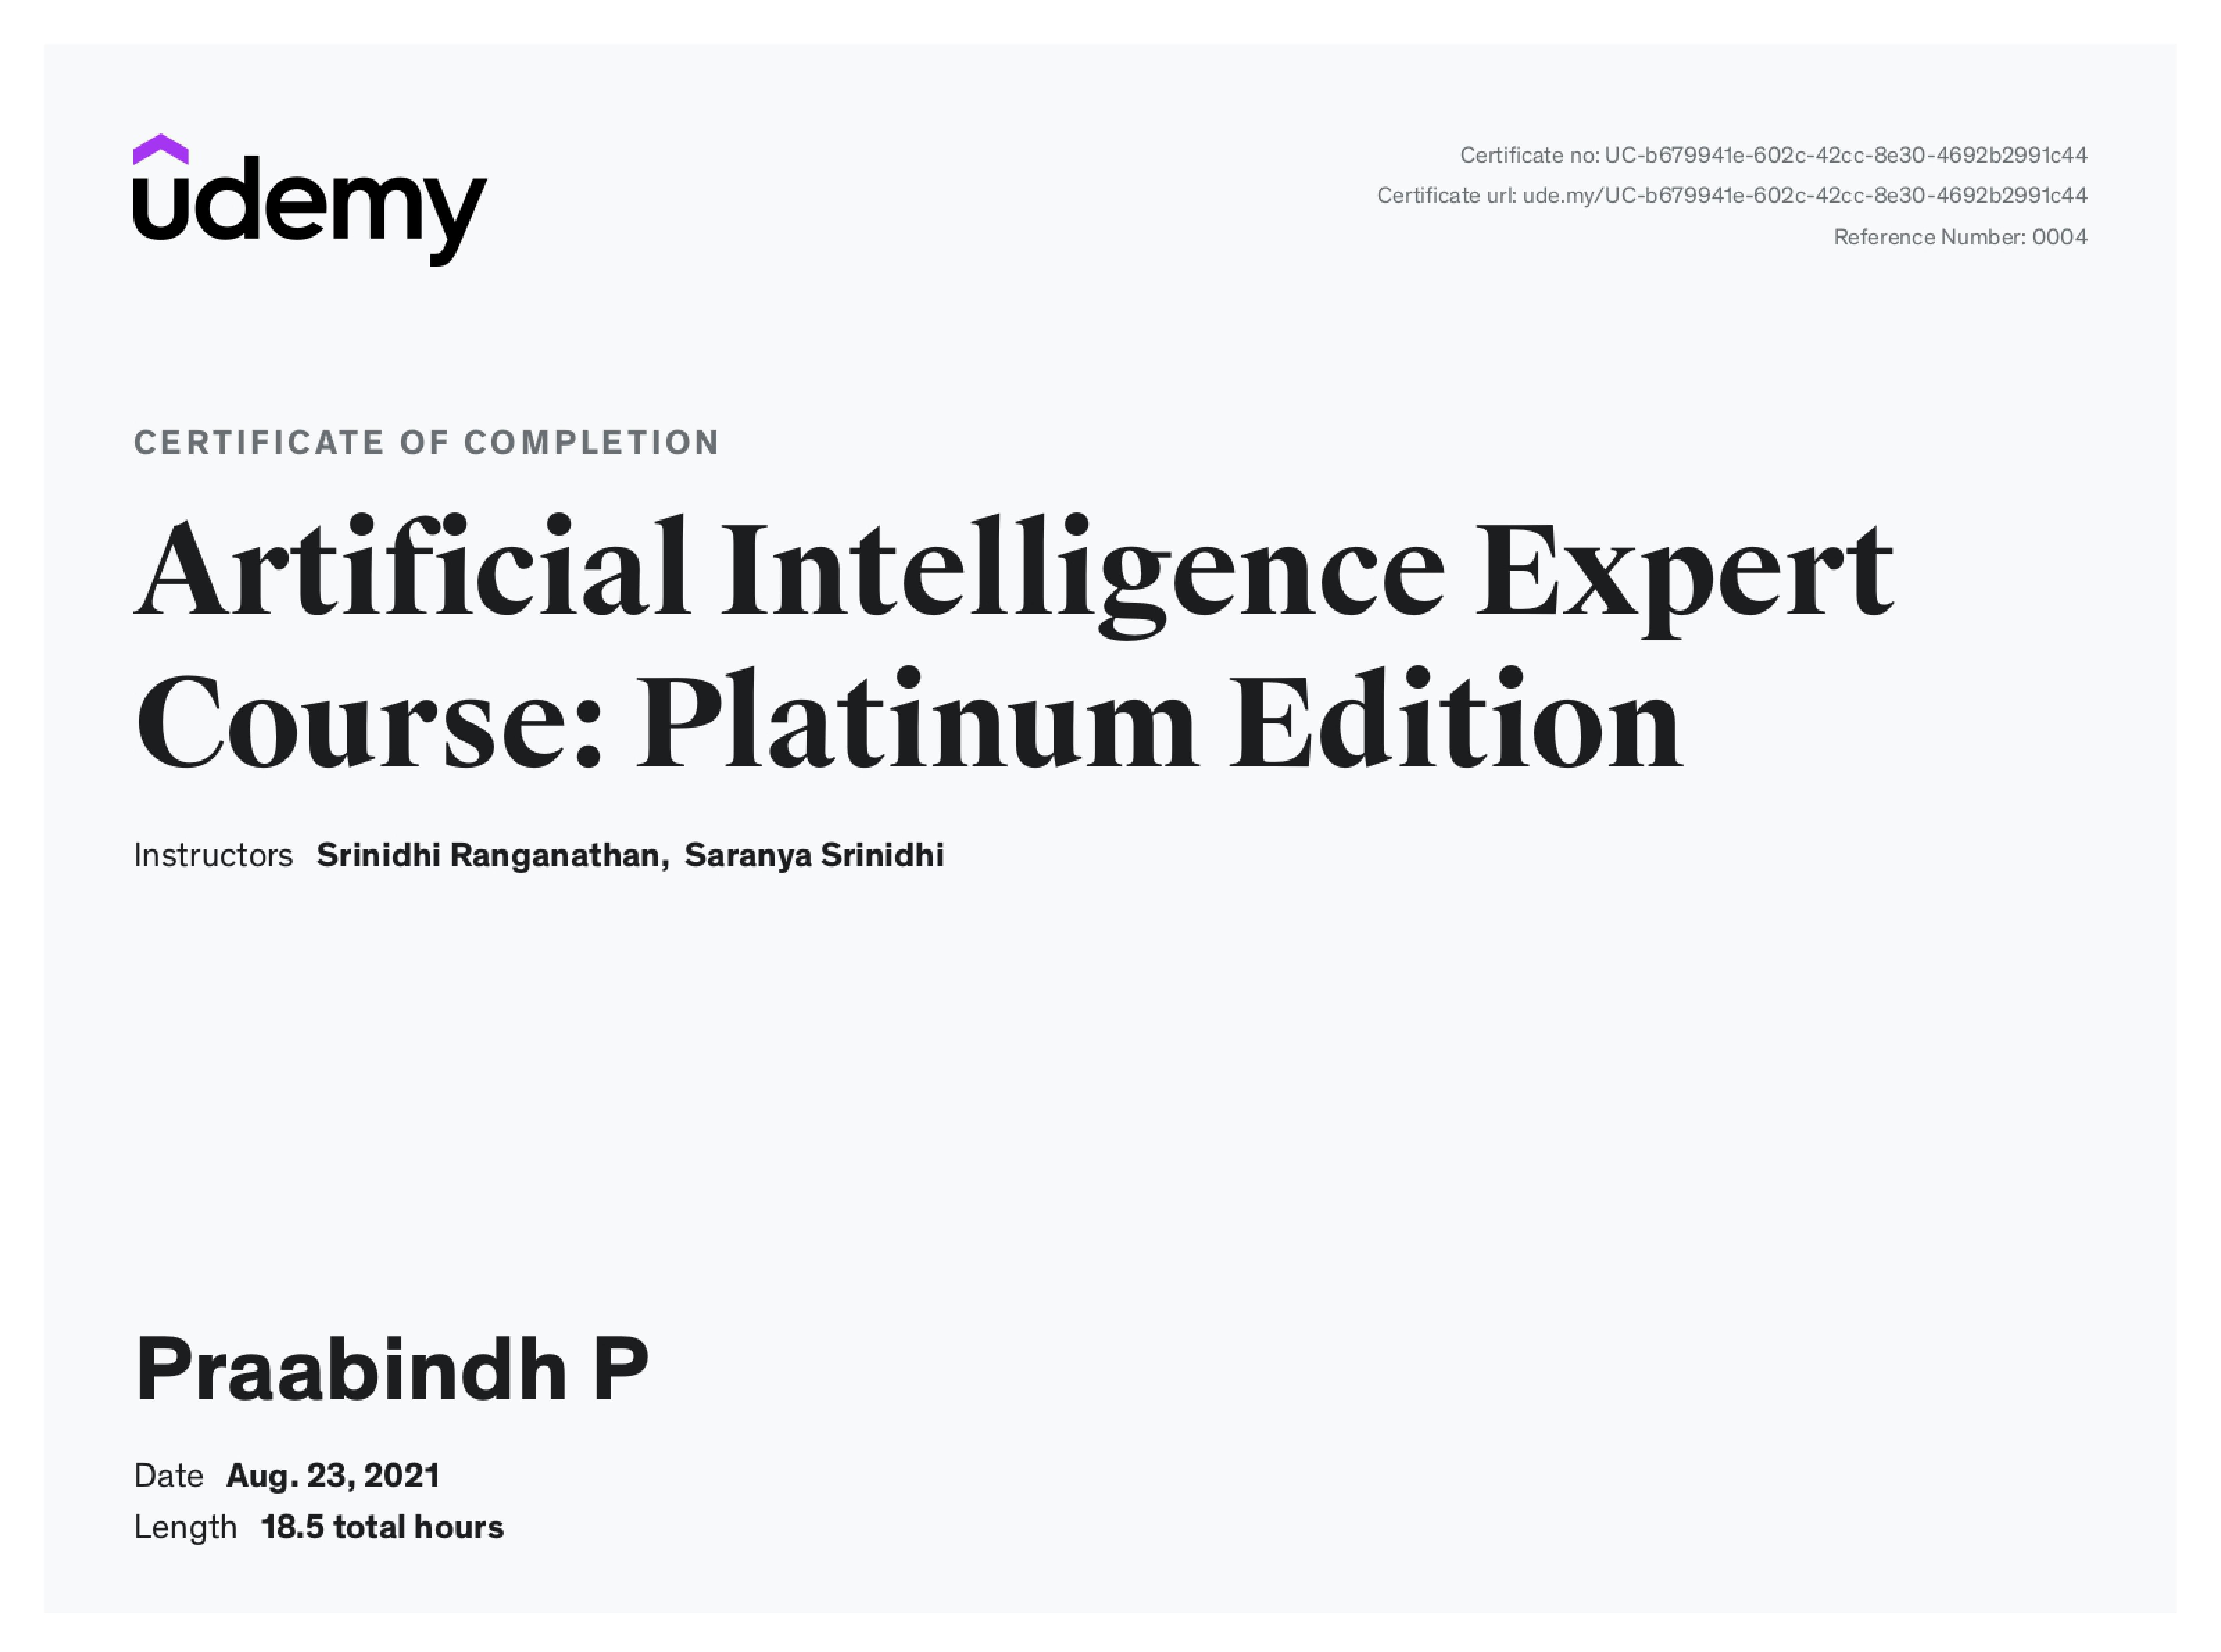 udemy
Certificate no: UC-b679941e-602c-42cc-8e30-4692b2991c44
Certificate url: ude.my/UC-b679941e-602c-42cc-8e30-4692b2991c44
Reference Number: 0004
CERTIFICATE OF COMPLETION
Artificial Intelligence Expert
Course: Platinum Edition
Instructors Srinidhi Ranganathan, Saranya Srinidhi
Praabindh P
Date Aug. 23, 2021
Length 18.5 total hours